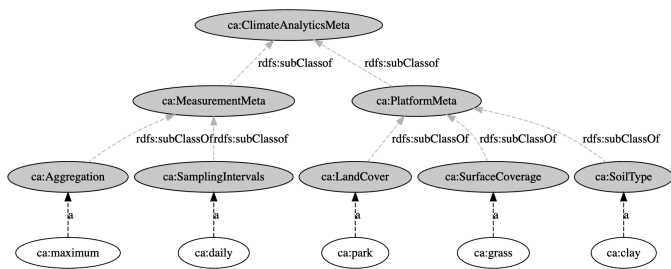 ca:ClimateAnalyticsMeta
rdfs:subClassof rdfs:subClassof
ca:MeasurementMeta ca:PlatformMeta
rdfs:subClassOf rdfs:subClassof rdfs:subClassOf rdfs:subClassOf rdfs:subClassOf
ca:Aggregation ca:SamplingIntervals ca:LandCover ca:SurfaceCoverage ca:SoilType
a a a a a
ca:maximum ca:daily ca:park ca:grass ca:clay